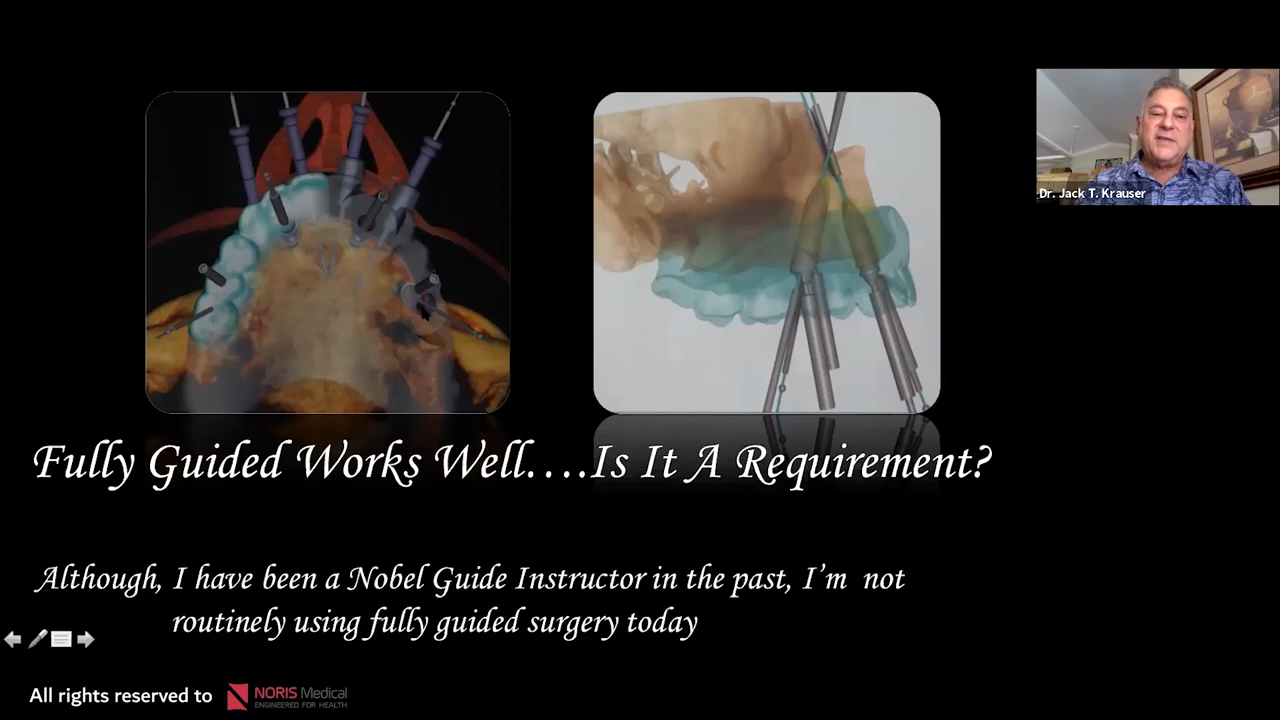 Dr. Jack T. Krauser
Fully Guided Works Well....Is It A Requirement?
Although, I have been a Nobel Guide Instructor in the past, I'm not
routinely using fully guided surgery today
All rights reserved to NORIS Medical
ENGINEERED FOR HEALTH